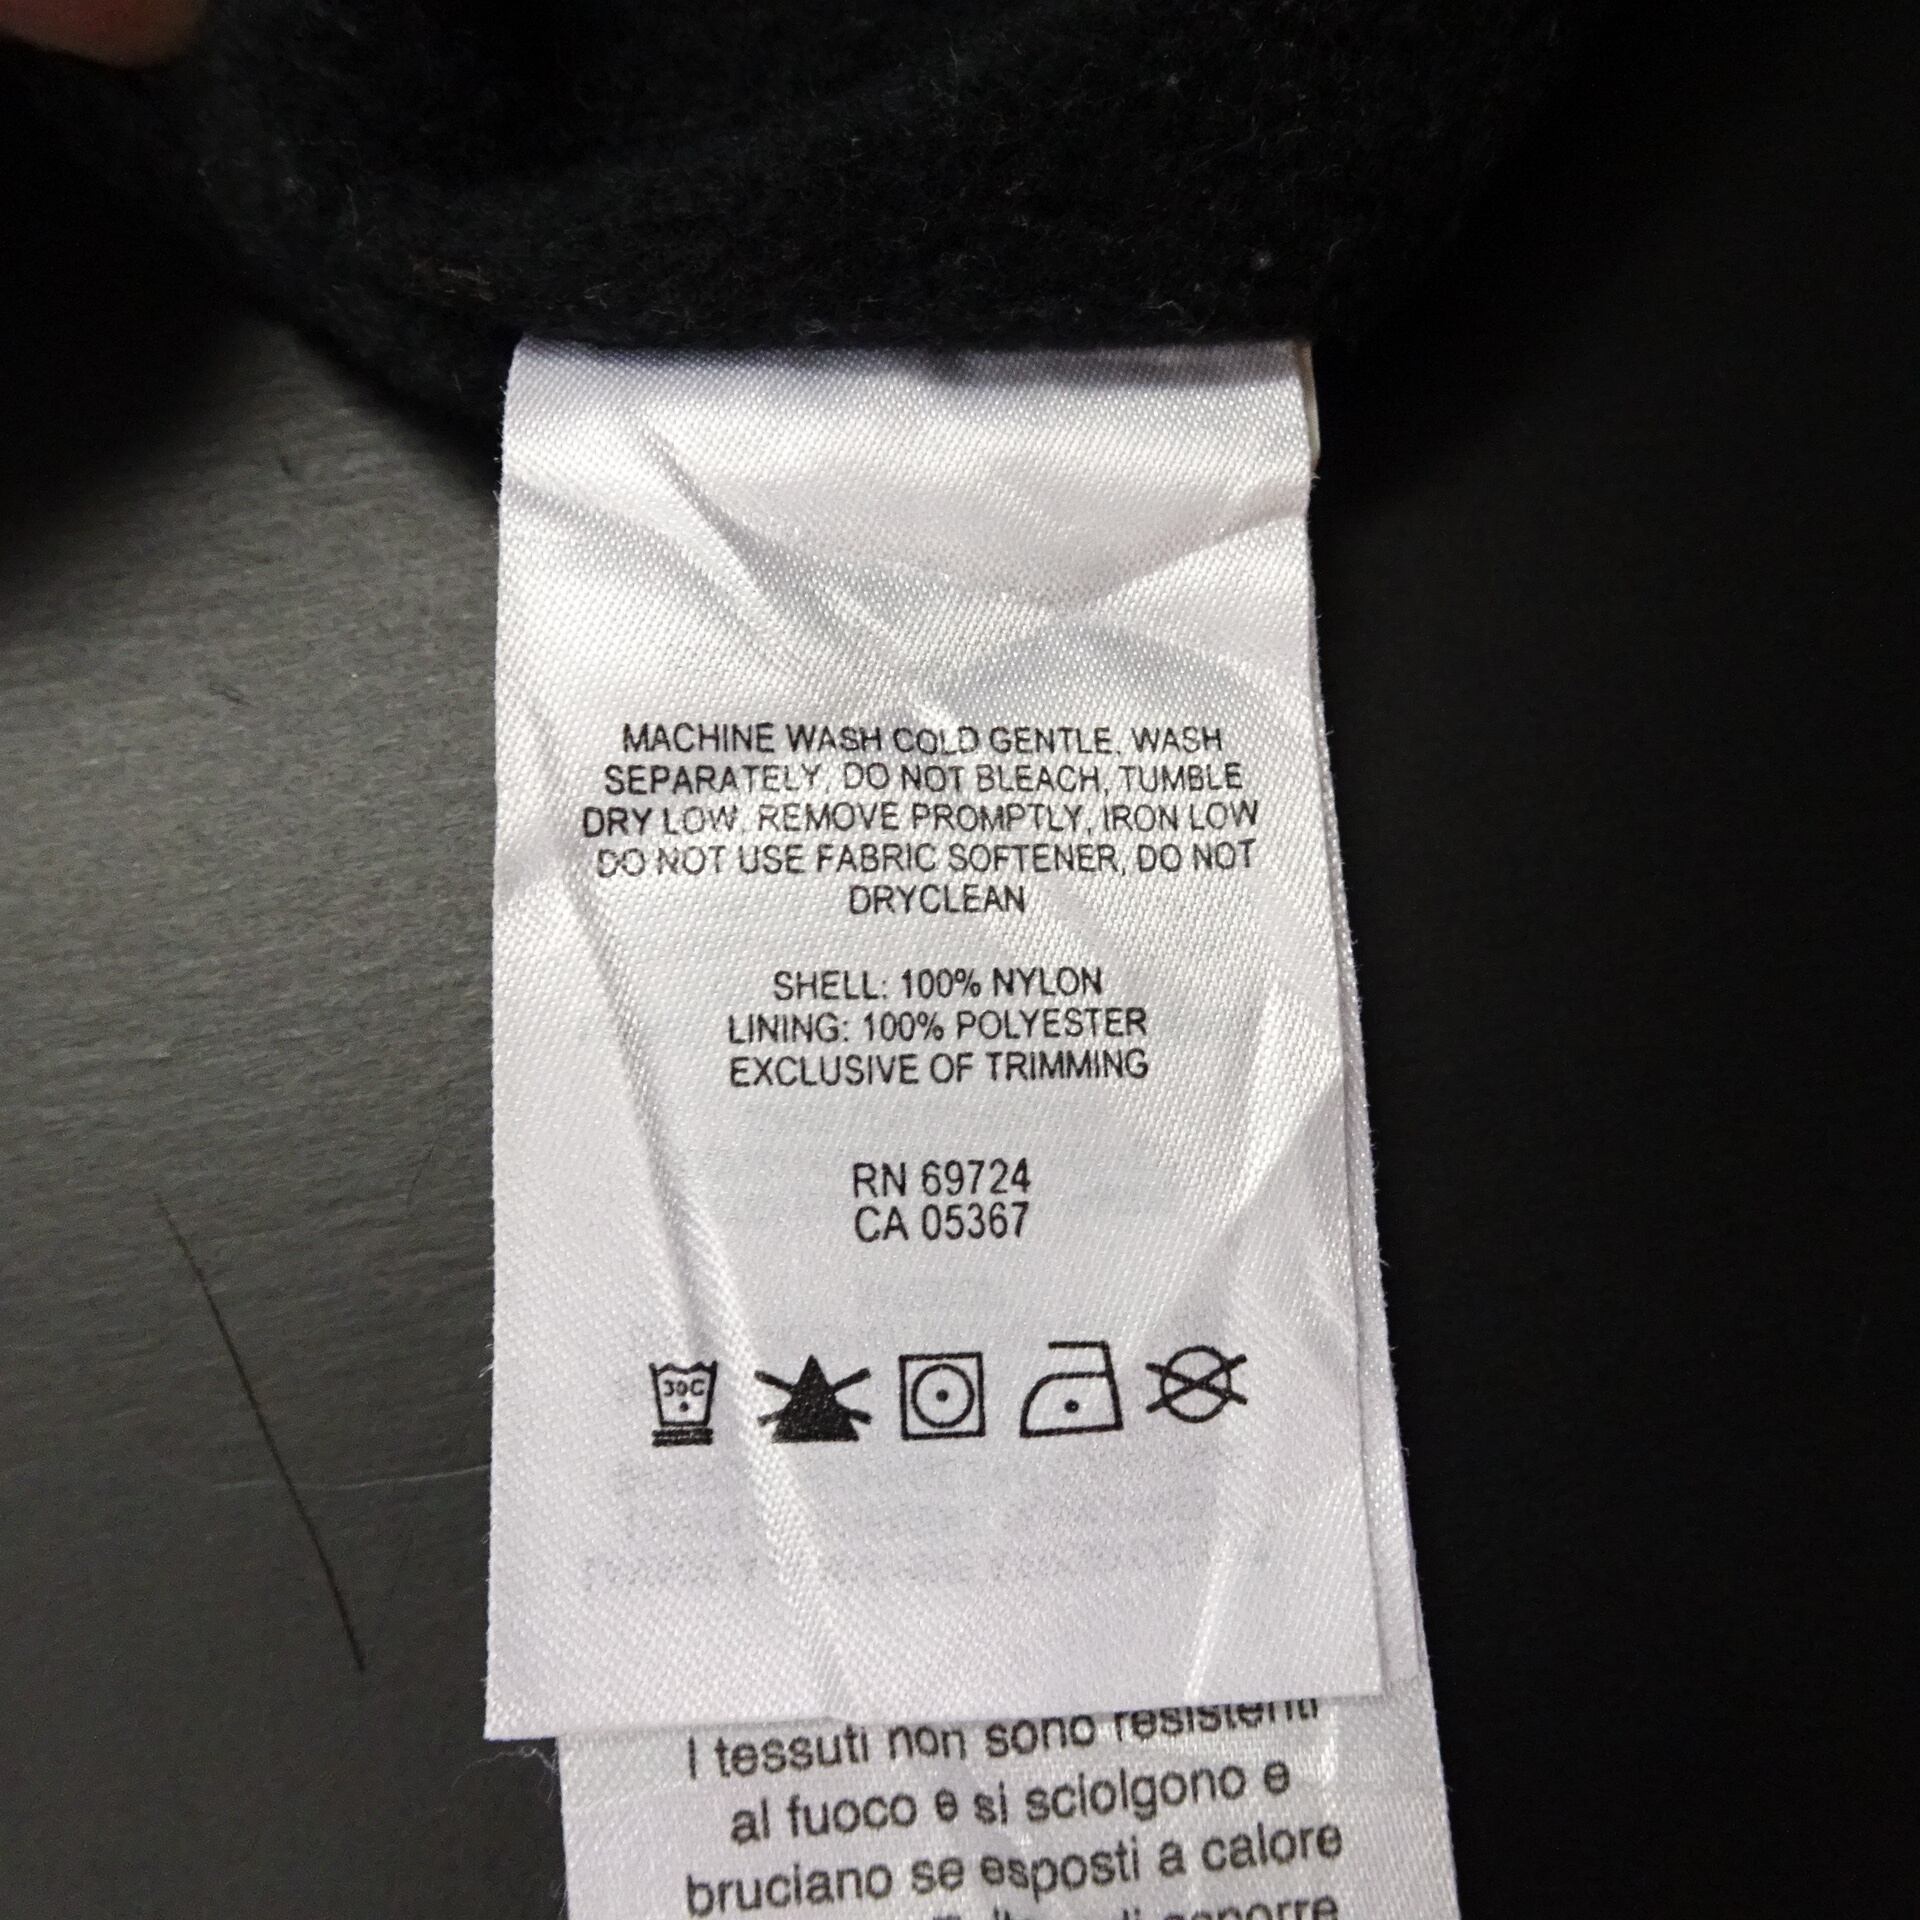 MACHINE WASH COLD GENTLE, WASH
SEPARATELY, DO NOT BLEACH, TUMBLE
DRY LOW, REMOVE PROMPTLY, IRON LOW
DO NOT USE FABRIC SOFTENER, DO NOT
DRYCLEAN
SHELL: 100% NYLON
LINING: 100% POLYESTER
EXCLUSIVE OF TRIMMING
RN 69724
CA 05367
30C
I tessuti non sono resistenti
al fuoco e si sciolgono e
bruciano se esposti a calore